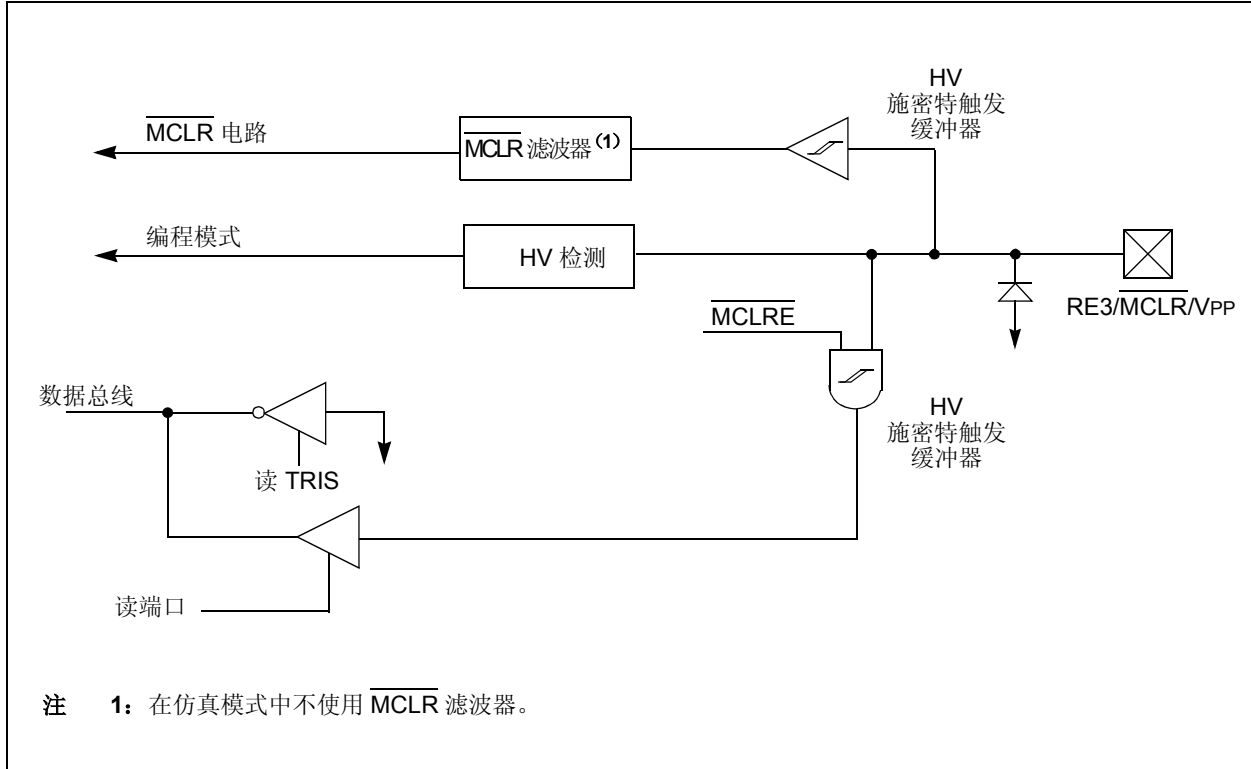 HV
施密特触发
缓冲器
MCLR 电路
MCLR 滤波器(1)
编程模式
HV 检测
RE3/MCLR/VPP
MCLRE
数据总线
HV
施密特触发
缓冲器
读 TRIS
读端口
注 1：在仿真模式中不使用 MCLR 滤波器。